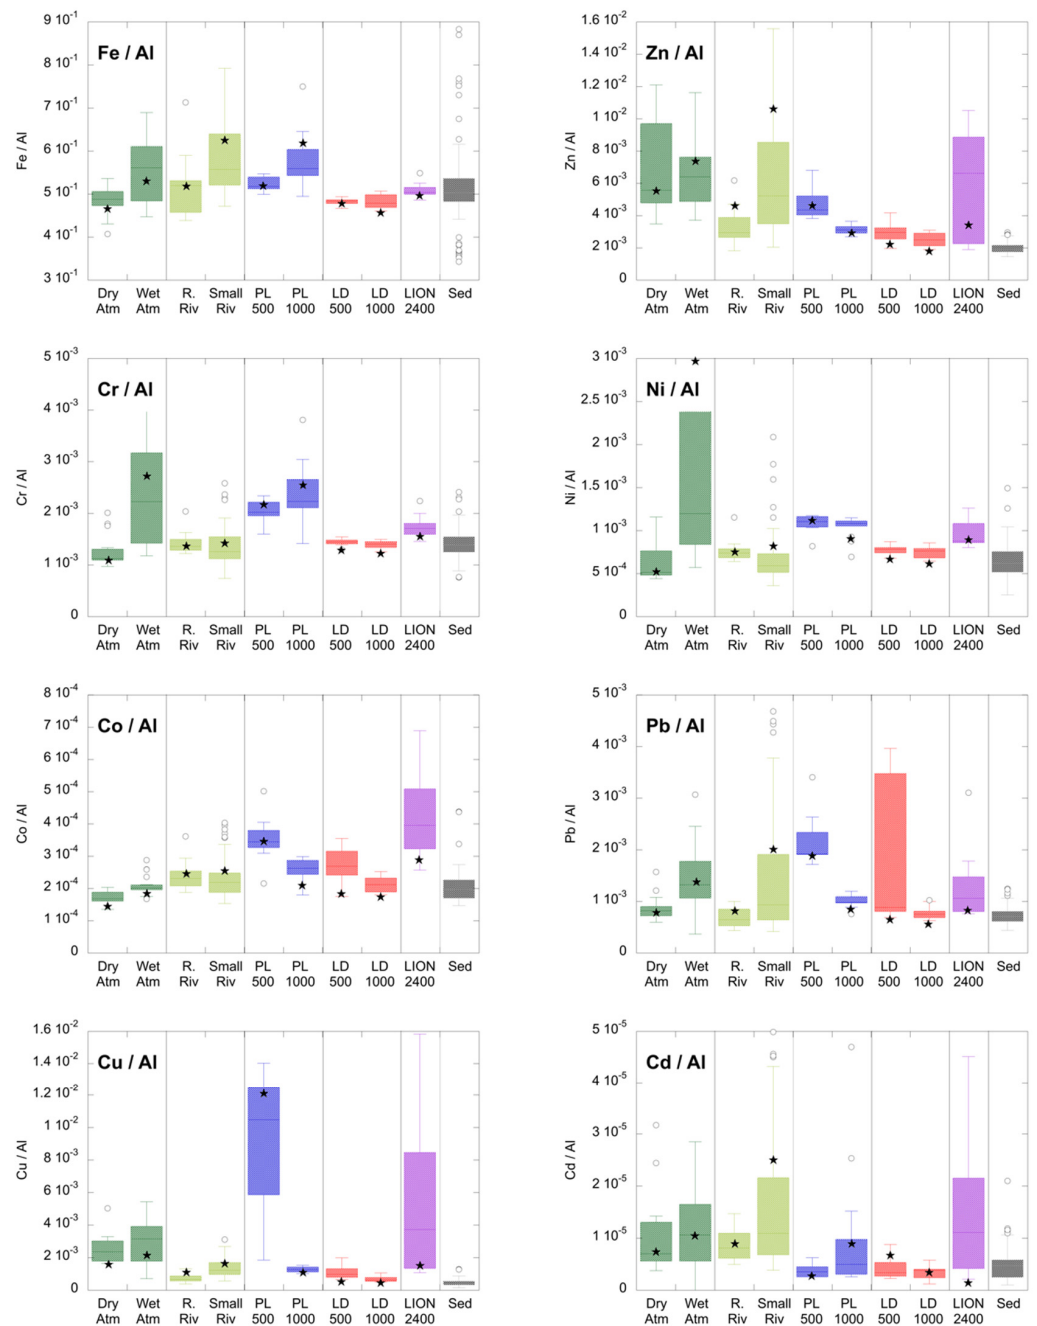 Fe / Al
Fe / Al
9 10⁻¹
8 10⁻¹
7 10⁻¹
6 10⁻¹
5 10⁻¹
4 10⁻¹
3 10⁻¹
Dry Wet R. Small PL PL LD LD LION Sed
Atm Atm Riv Riv 500 1000 500 1000 2400
Zn / Al
Zn / Al
1.6 10⁻²
1.4 10⁻²
1.2 10⁻²
1 10⁻²
8 10⁻³
6 10⁻³
4 10⁻³
2 10⁻³
0
Dry Wet R. Small PL PL LD LD LION Sed
Atm Atm Riv Riv 500 1000 500 1000 2400
Cr / Al
Cr / Al
5 10⁻³
4 10⁻³
3 10⁻³
2 10⁻³
1 10⁻³
0
Dry Wet R. Small PL PL LD LD LION Sed
Atm Atm Riv Riv 500 1000 500 1000 2400
Ni / Al
Ni / Al
3 10⁻³
2.5 10⁻³
2 10⁻³
1.5 10⁻³
1 10⁻³
5 10⁻⁴
0
Dry Wet R. Small PL PL LD LD LION Sed
Atm Atm Riv Riv 500 1000 500 1000 2400
Co / Al
Co / Al
8 10⁻⁴
7 10⁻⁴
6 10⁻⁴
5 10⁻⁴
4 10⁻⁴
3 10⁻⁴
2 10⁻⁴
1 10⁻⁴
0
Dry Wet R. Small PL PL LD LD LION Sed
Atm Atm Riv Riv 500 1000 500 1000 2400
Pb / Al
Pb / Al
5 10⁻³
4 10⁻³
3 10⁻³
2 10⁻³
1 10⁻³
0
Dry Wet R. Small PL PL LD LD LION Sed
Atm Atm Riv Riv 500 1000 500 1000 2400
Cu / Al
Cu / Al
1.6 10⁻²
1.4 10⁻²
1.2 10⁻²
1 10⁻²
8 10⁻³
6 10⁻³
4 10⁻³
2 10⁻³
0
Dry Wet R. Small PL PL LD LD LION Sed
Atm Atm Riv Riv 500 1000 500 1000 2400
Cd / Al
Cd / Al
5 10⁻⁵
4 10⁻⁵
3 10⁻⁵
2 10⁻⁵
1 10⁻⁵
0
Dry Wet R. Small PL PL LD LD LION Sed
Atm Atm Riv Riv 500 1000 500 1000 2400